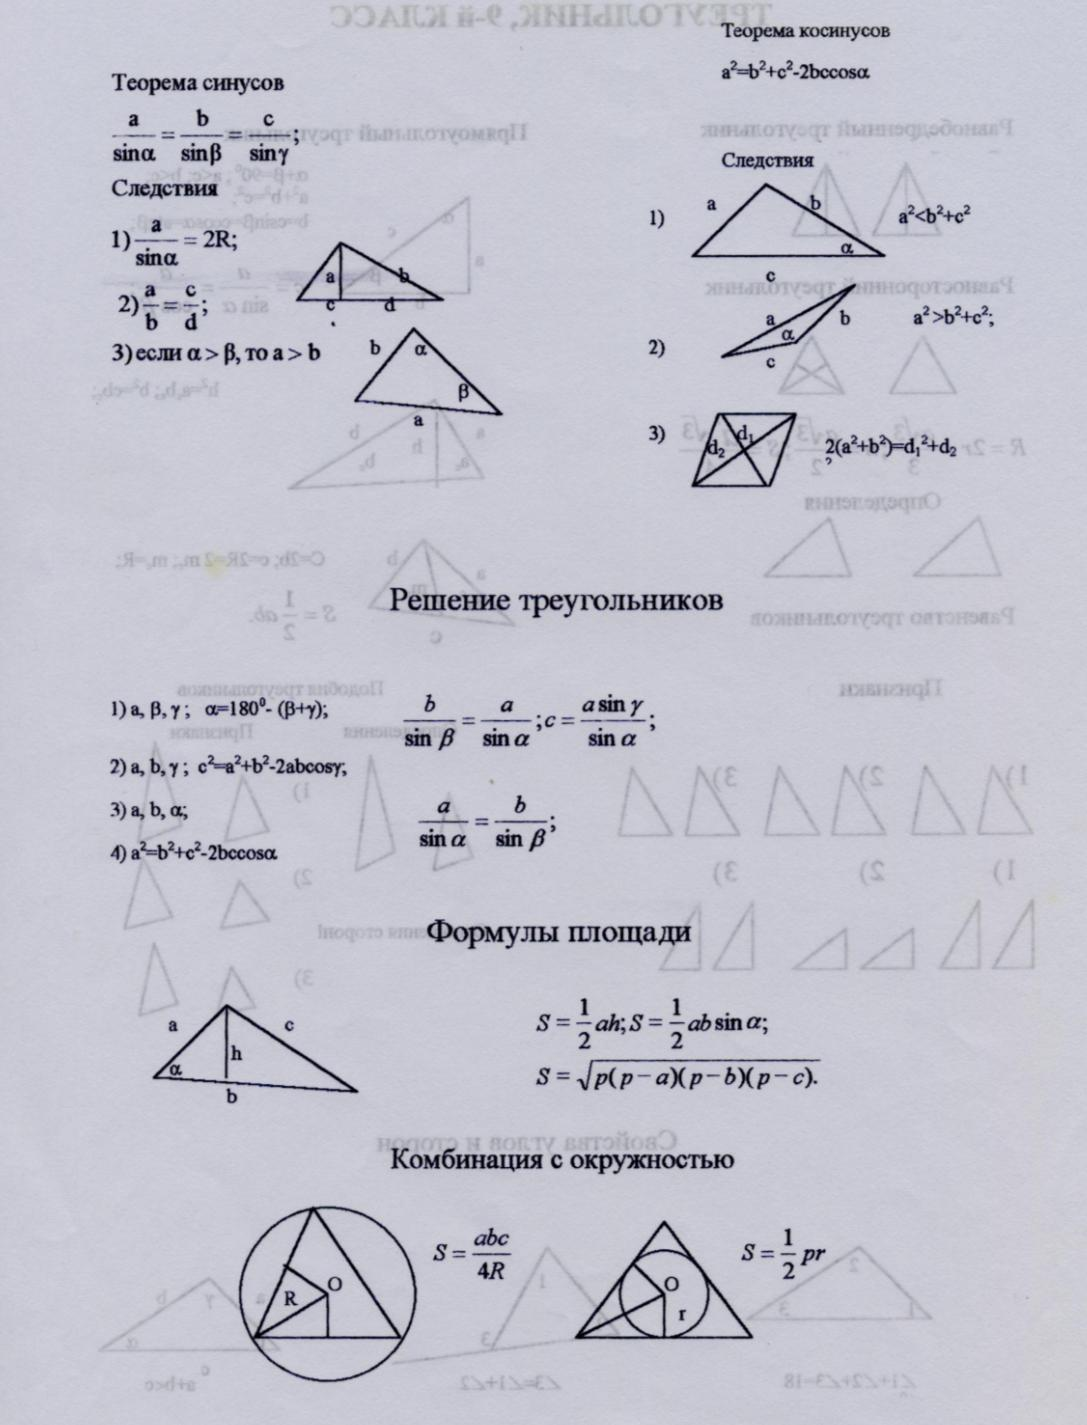 Теорема синусов
a/sinα = b/sinβ = c/sinγ;
Следствия
1) a/sinα = 2R;
a b c d
2) a/b = c/d;
3) если α > β, то a > b
b α β a
Теорема косинусов
a²=b²+c²-2bccosα
Следствия
1) a b α c a²<b²+c²
2) a α b c a²>b²+c²;
3) d₂ d₁ 2(a²+b²)=d₁²+d₂
Решение треугольников
1) a, β, γ ; α=180⁰- (β+γ); b/sin β = a/sin α ; c = a sin γ/sin α ;
2) a, b, γ ; c²=a²+b²-2abcosγ;
3) a, b, α; a/sin α = b/sin β ;
4) a²=b²+c²-2bccosα
Формулы площади
a c h α b
S = 1/2 ah; S = 1/2 ab sin α;
S = √p(p − a)(p − b)(p − c).
Комбинация с окружностью
R O S = abc/4R
O r S = 1/2 pr